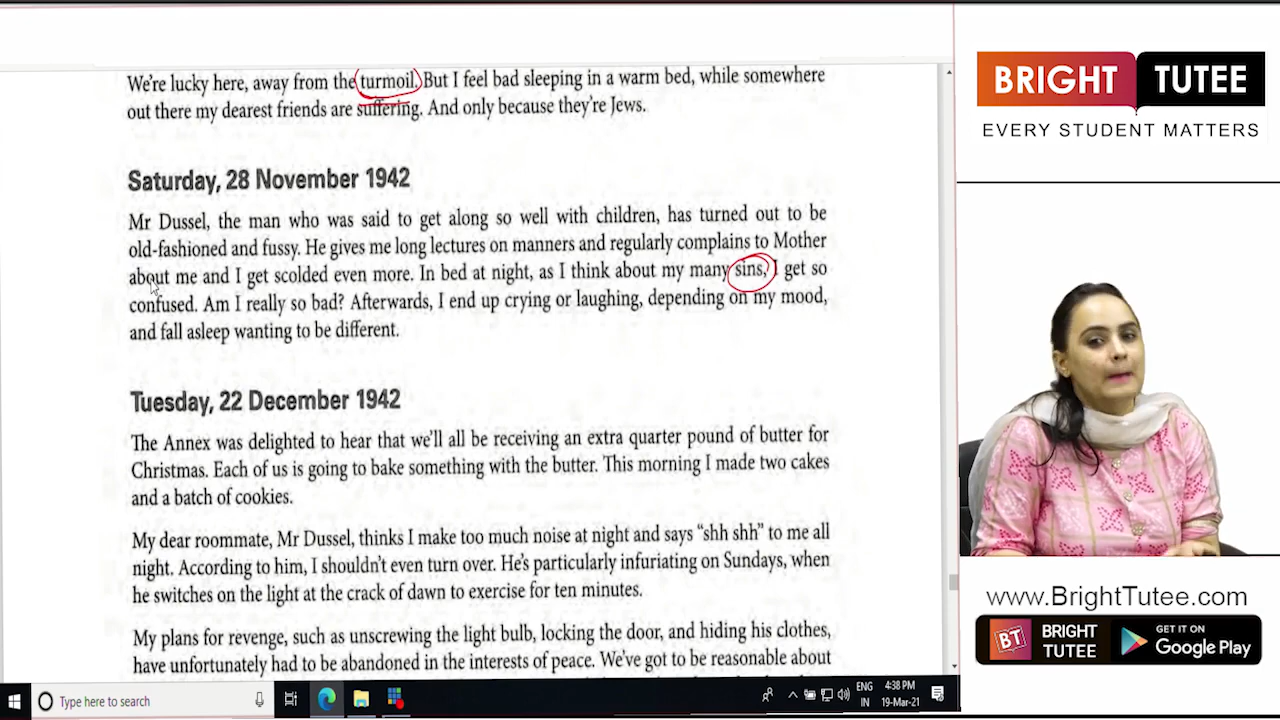 We're lucky here, away from the turmoil. But I feel bad sleeping in a warm bed, while somewhere
out there my dearest friends are suffering. And only because they're Jews.
Saturday, 28 November 1942
Mr Dussel, the man who was said to get along so well with children, has turned out to be
old-fashioned and fussy. He gives me long lectures on manners and regularly complains to Mother
about me and I get scolded even more. In bed at night, as I think about my many sins, I get so
confused. Am I really so bad? Afterwards, I end up crying or laughing, depending on my mood,
and fall asleep wanting to be different.
Tuesday, 22 December 1942
The Annex was delighted to hear that we'll all be receiving an extra quarter pound of butter for
Christmas. Each of us is going to bake something with the butter. This morning I made two cakes
and a batch of cookies.
My dear roommate, Mr Dussel, thinks I make too much noise at night and says “shh shh” to me all
night. According to him, I shouldn't even turn over. He's particularly infuriating on Sundays, when
he switches on the light at the crack of dawn to exercise for ten minutes.
My plans for revenge, such as unscrewing the light bulb, locking the door, and hiding his clothes,
have unfortunately had to be abandoned in the interests of peace. We've got to be reasonable about
BRIGHT TUTEE
EVERY STUDENT MATTERS
www.BrightTutee.com
BT
BRIGHT
TUTEE
GET IT ON
Google Play
Type here to search
ENG
IN
4:38 PM
19-Mar-21